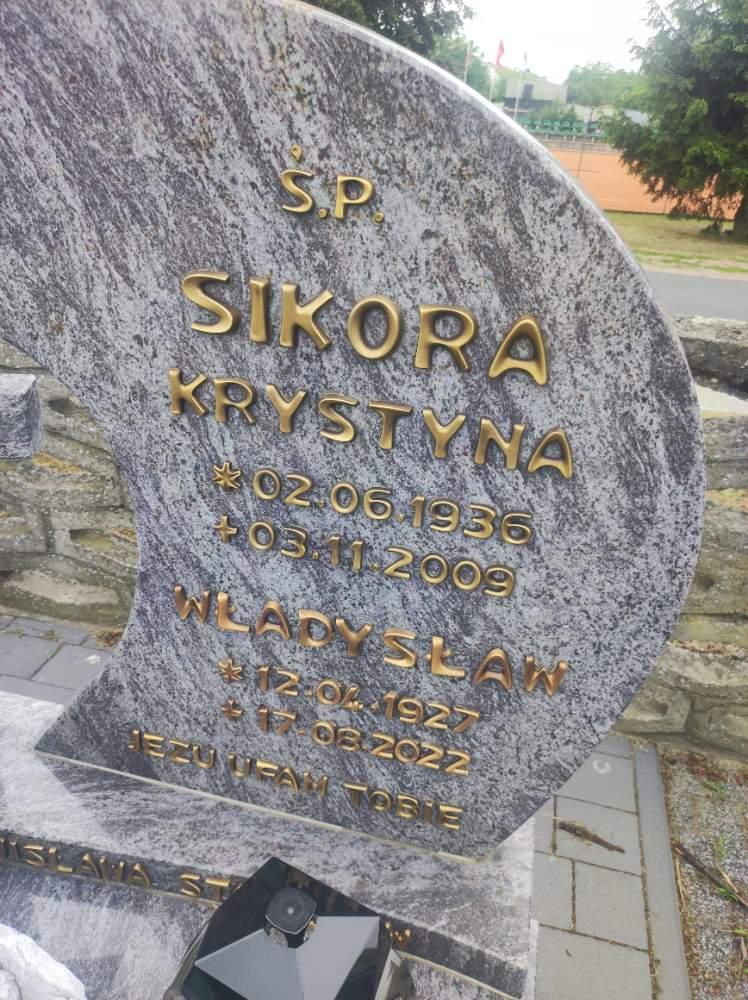 Ś.P.
SIKORA
KRYSTYNA
* 02.06.1936
+ 03.11.2009
WŁADYSŁAW
* 12.04.1927
+ 17.08.2022
JEZU UFAM TOBIE